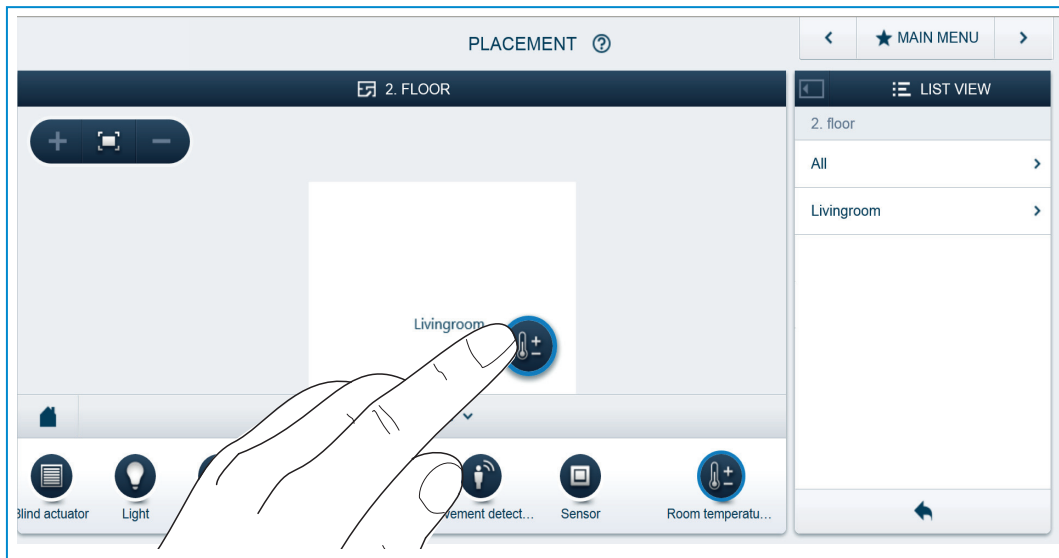 PLACEMENT ?
MAIN MENU
2. FLOOR
LIST VIEW
2. floor
All
Livingroom
Livingroom
Blind actuator
Light
vement detect...
Sensor
Room temperatu...